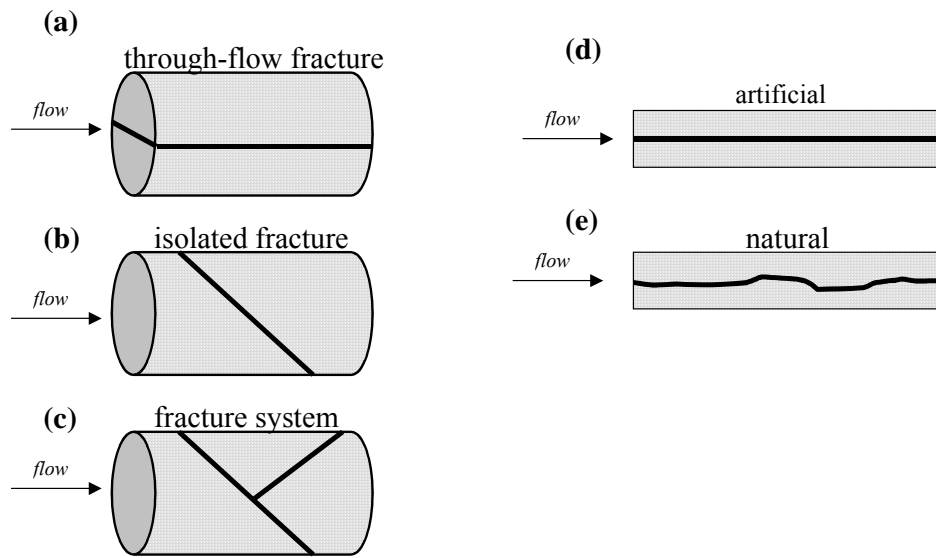 (a)
through-flow fracture
flow
(b)
isolated fracture
flow
(c)
fracture system
flow
(d)
artificial
flow
(e)
natural
flow